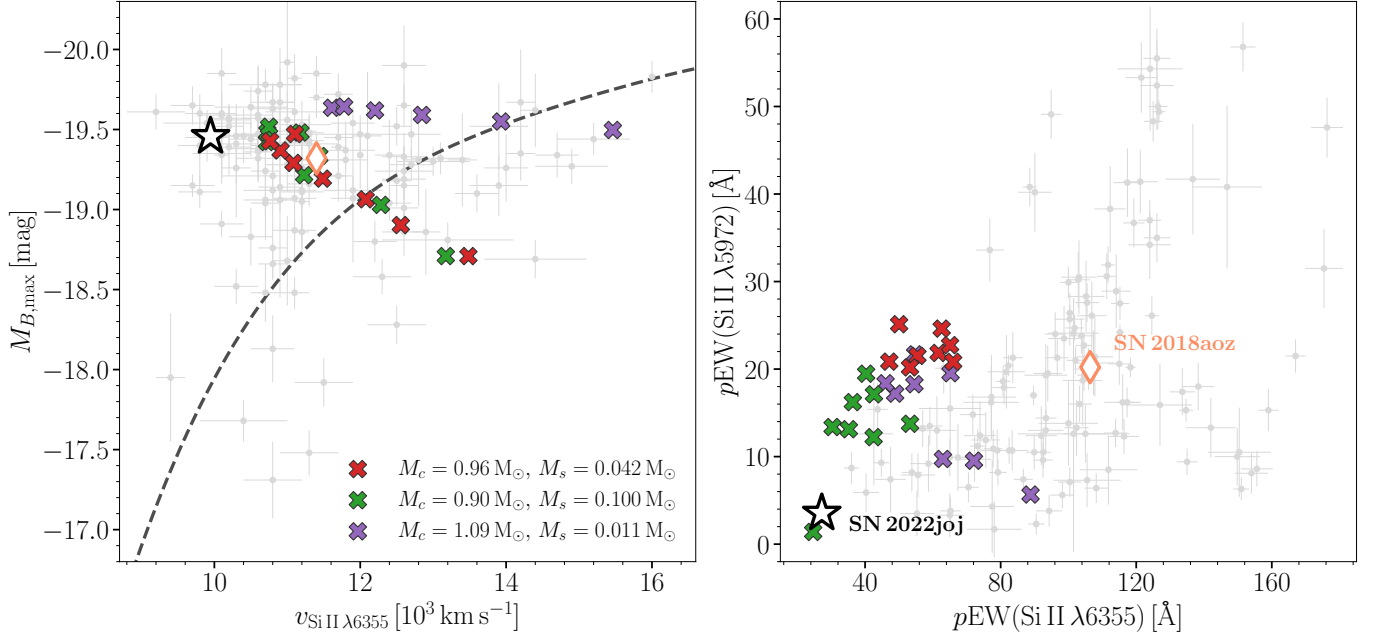 −20.0
−19.5
−19.0
−18.5
−18.0
−17.5
−17.0
M_{B,max} [mag]
10
12
14
16
v_{Si II λ6355} [10³ km s⁻¹]
M_c = 0.96 M_⊙, M_s = 0.042 M_⊙
M_c = 0.90 M_⊙, M_s = 0.100 M_⊙
M_c = 1.09 M_⊙, M_s = 0.011 M_⊙
60
50
40
30
20
10
0
pEW(Si II λ5972) [Å]
SN 2018aoz
SN 2022joj
40
80
120
160
pEW(Si II λ6355) [Å]